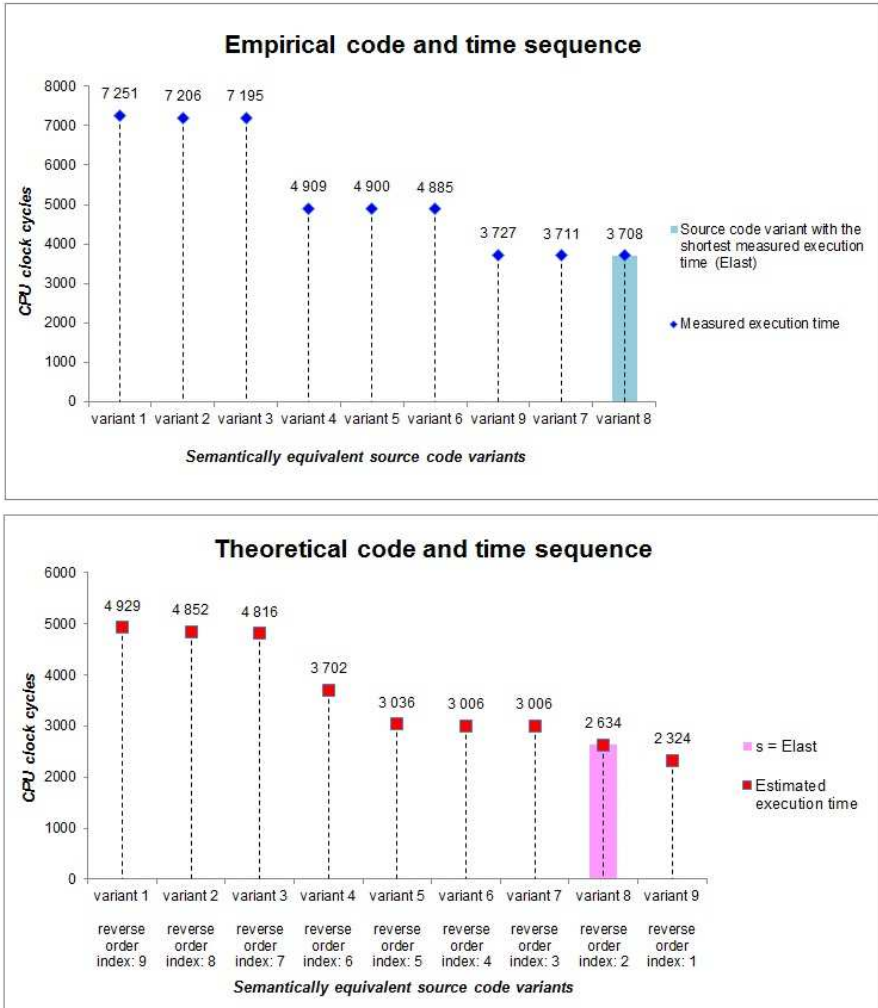 Empirical code and time sequence
8000
7000
6000
5000
4000
3000
2000
1000
0
CPU clock cycles
7 251
7 206
7 195
4 909
4 900
4 885
3 727
3 711
3 708
variant 1
variant 2
variant 3
variant 4
variant 5
variant 6
variant 9
variant 7
variant 8
Semantically equivalent source code variants
Source code variant with the
shortest measured execution
time (Elast)
Measured execution time
Theoretical code and time sequence
6000
5000
4000
3000
2000
1000
0
CPU clock cycles
4 929
4 852
4 816
3 702
3 036
3 006
3 006
2 634
2 324
variant 1
variant 2
variant 3
variant 4
variant 5
variant 6
variant 7
variant 8
variant 9
reverse
order
index: 9
reverse
order
index: 8
reverse
order
index: 7
reverse
order
index: 6
reverse
order
index: 5
reverse
order
index: 4
reverse
order
index: 3
reverse
order
index: 2
reverse
order
index: 1
Semantically equivalent source code variants
s = Elast
Estimated
execution time